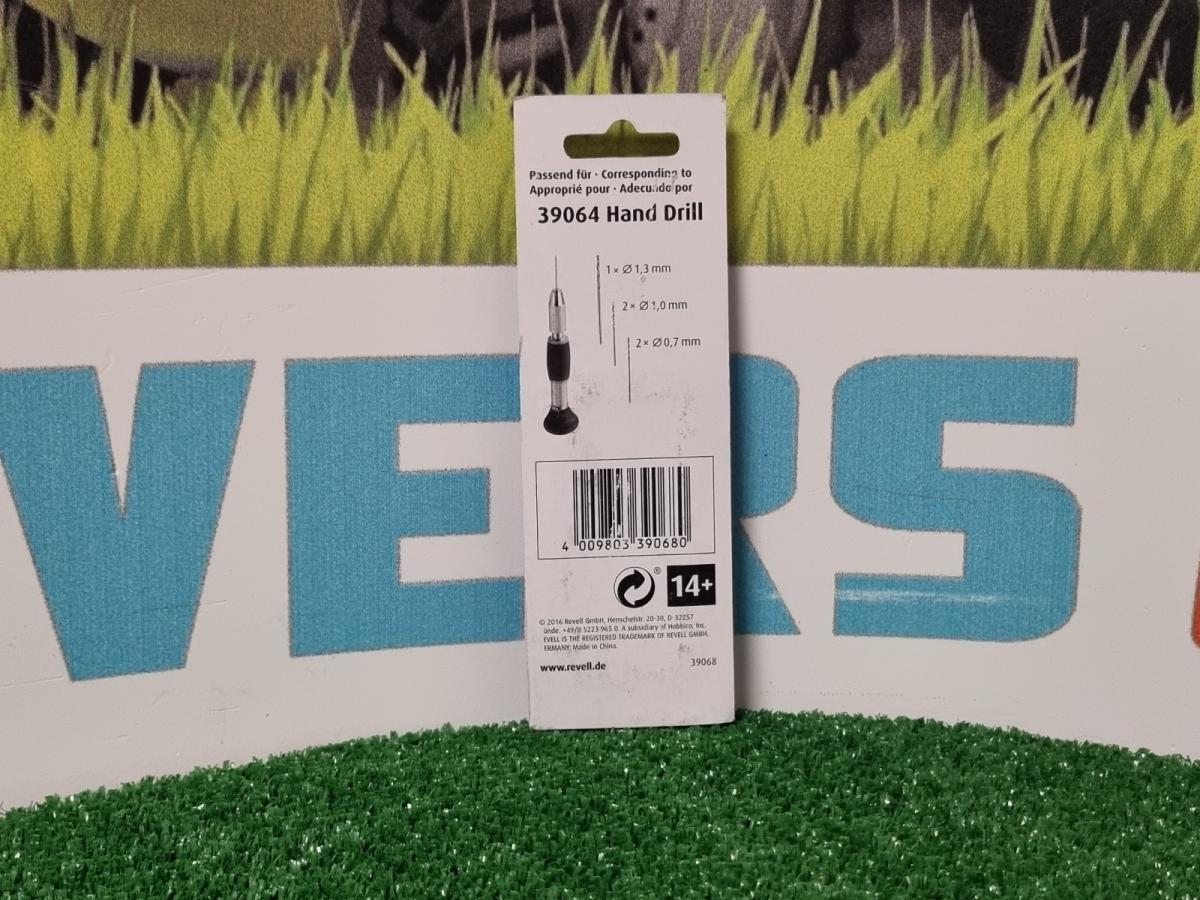 Passend für · Corresponding to
Approprié pour · Adecuado por
39064 Hand Drill
1× Ø 1,3 mm
2× Ø 1,0 mm
2× Ø 0,7 mm
VERS
4 009803 390680
® 14+
© 2016 Revell GmbH, Henschelstr. 20-30, D-32257
ünde. +49/0 5223 965 0. A subsidiary of Hobbico, Inc.
EVELL IS THE REGISTERED TRADEMARK OF REVELL GMBH,
ERMANY. Made in China.
www.revell.de 39068